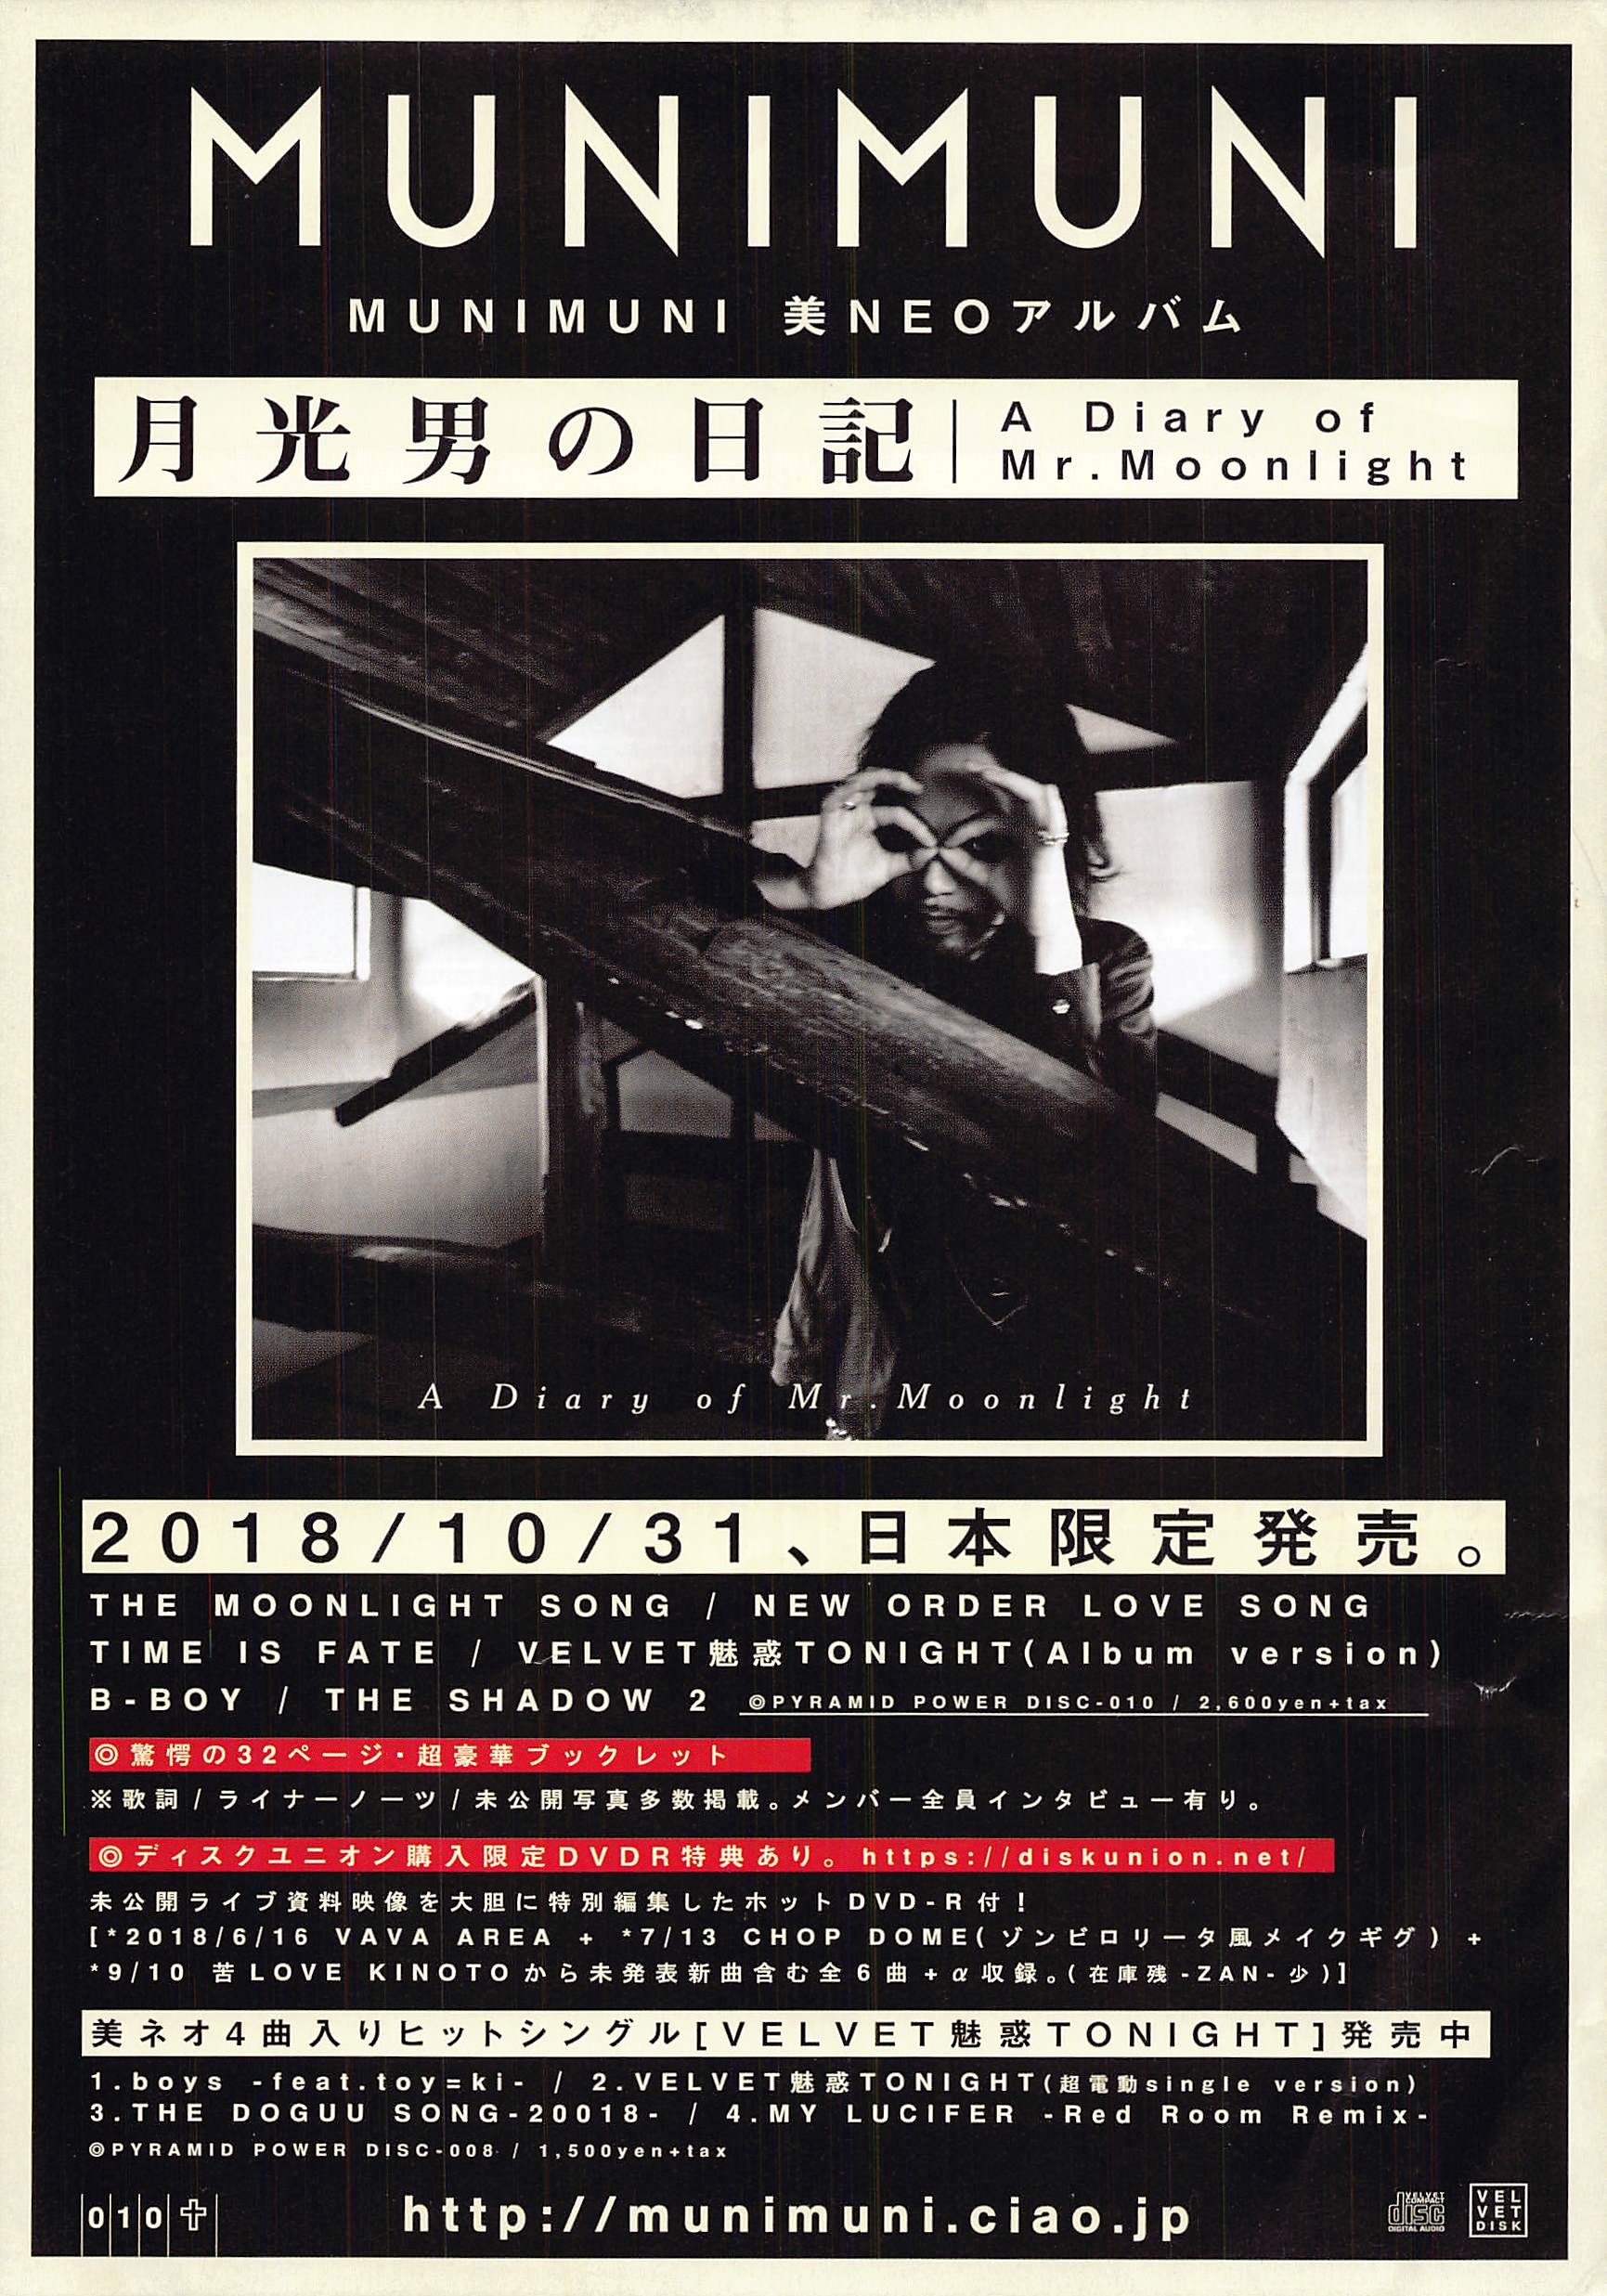 MUNIMUNI
MUNIMUNI 美NEOアルバム
月光男の日記
A Diary of
Mr.Moonlight
A Diary of Mr.Moonlight
2018/10/31、日本限定発売。
THE MOONLIGHT SONG / NEW ORDER LOVE SONG
TIME IS FATE / VELVET魅惑TONIGHT(Album version)
B-BOY / THE SHADOW 2 ◎PYRAMID POWER DISC-010 / 2,600yen+tax
◎驚愕の32ページ・超豪華ブックレット
※歌詞/ライナーノーツ/未公開写真多数掲載。メンバー全員インタビュー有り。
◎ディスクユニオン購入限定DVDR特典あり。https://diskunion.net/
未公開ライブ資料映像を大胆に特別編集したホットDVD-R付！
[*2018/6/16 VAVA AREA + *7/13 CHOP DOME(ゾンビロリータ風メイクギグ) +
*9/10 苦LOVE KINOTOから未発表新曲含む全6曲+α収録。(在庫残-ZAN-少)]
美ネオ4曲入りヒットシングル[VELVET魅惑TONIGHT]発売中
1.boys -feat.toy=ki- / 2.VELVET魅惑TONIGHT(超電動single version)
3.THE DOGUU SONG-20018- / 4.MY LUCIFER -Red Room Remix-
◎PYRAMID POWER DISC-008 / 1,500yen+tax
010
http://munimuni.ciao.jp
VELVET
COMPACT
disc
DIGITAL AUDIO
VEL
VET
DISK